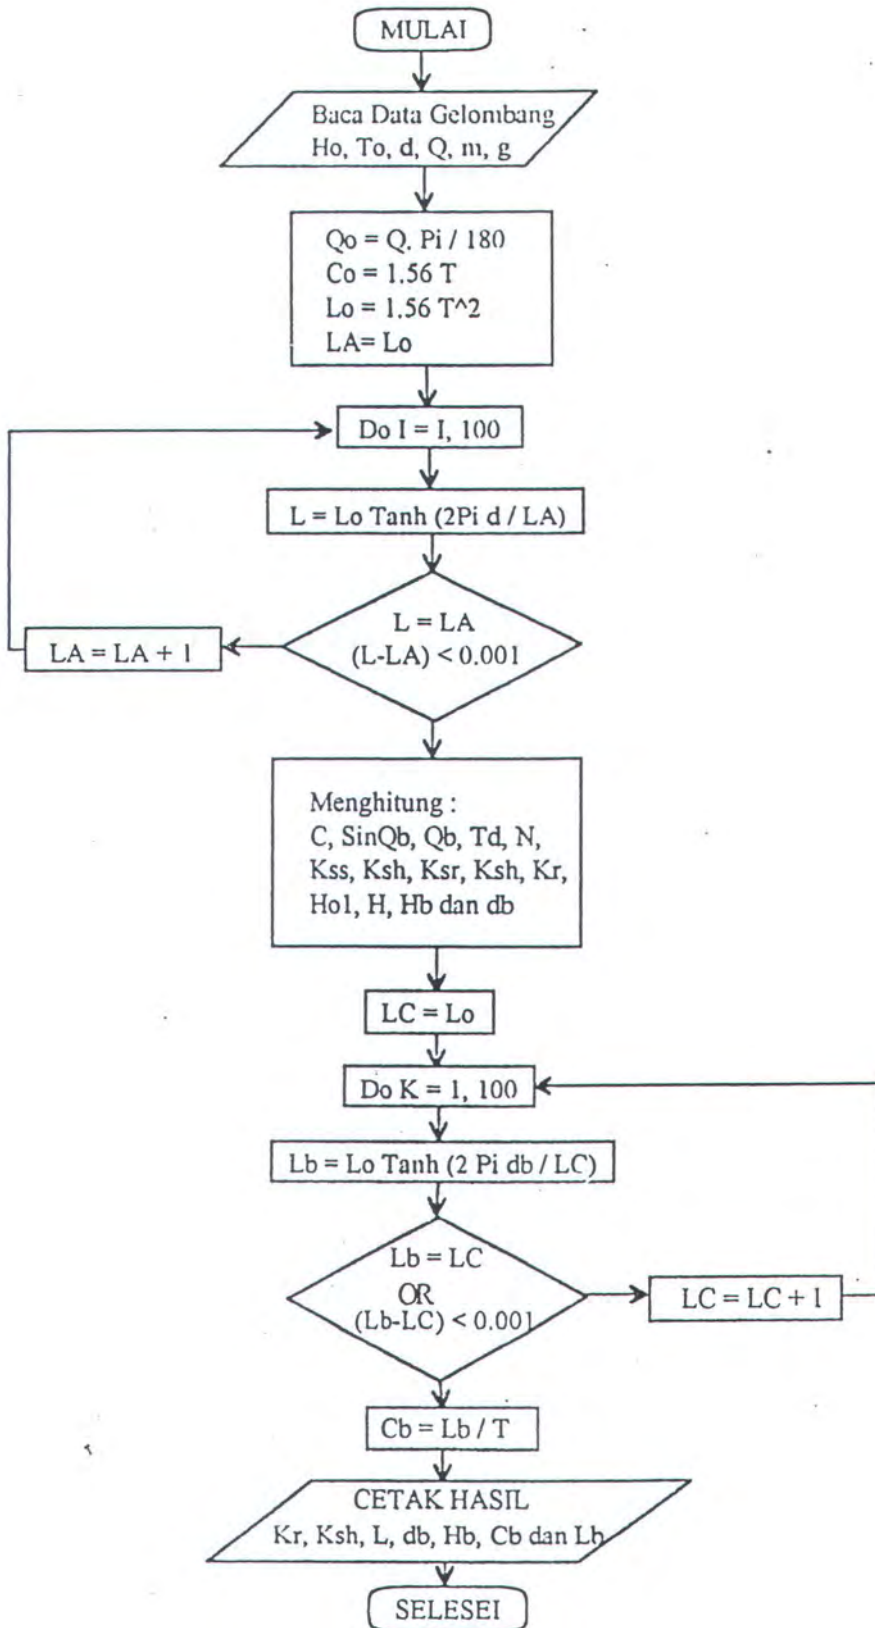 MULAI
Baca Data Gelombang
Ho, To, d, Q, m, g
Qo = Q. Pi / 180
Co = 1.56 T
Lo = 1.56 T^2
LA= Lo
Do I = I, 100
L = Lo Tanh (2Pi d / LA)
L = LA
(L-LA) < 0.001
LA = LA + 1
Menghitung :
C, SinQb, Qb, Td, N,
Kss, Ksh, Ksr, Ksh, Kr,
Ho1, H, Hb dan db
LC = Lo
Do K = 1, 100
Lb = Lo Tanh (2 Pi db / LC)
Lb = LC
OR
(Lb-LC) < 0.001
LC = LC + 1
Cb = Lb / T
CETAK HASIL
Kr, Ksh, L, db, Hb, Cb dan Lb
SELESEI